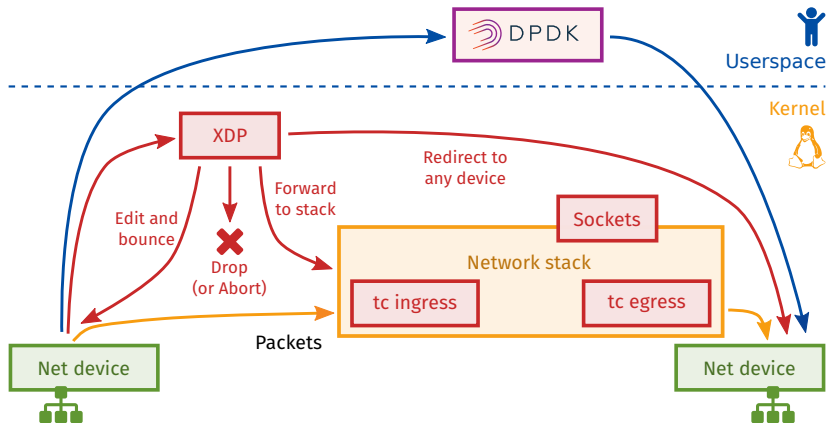 DPDK
Userspace
Kernel
XDP
Redirect to
any device
Forward
to stack
Edit and
bounce
Sockets
Drop
(or Abort)
Network stack
tc ingress
tc egress
Packets
Net device
Net device